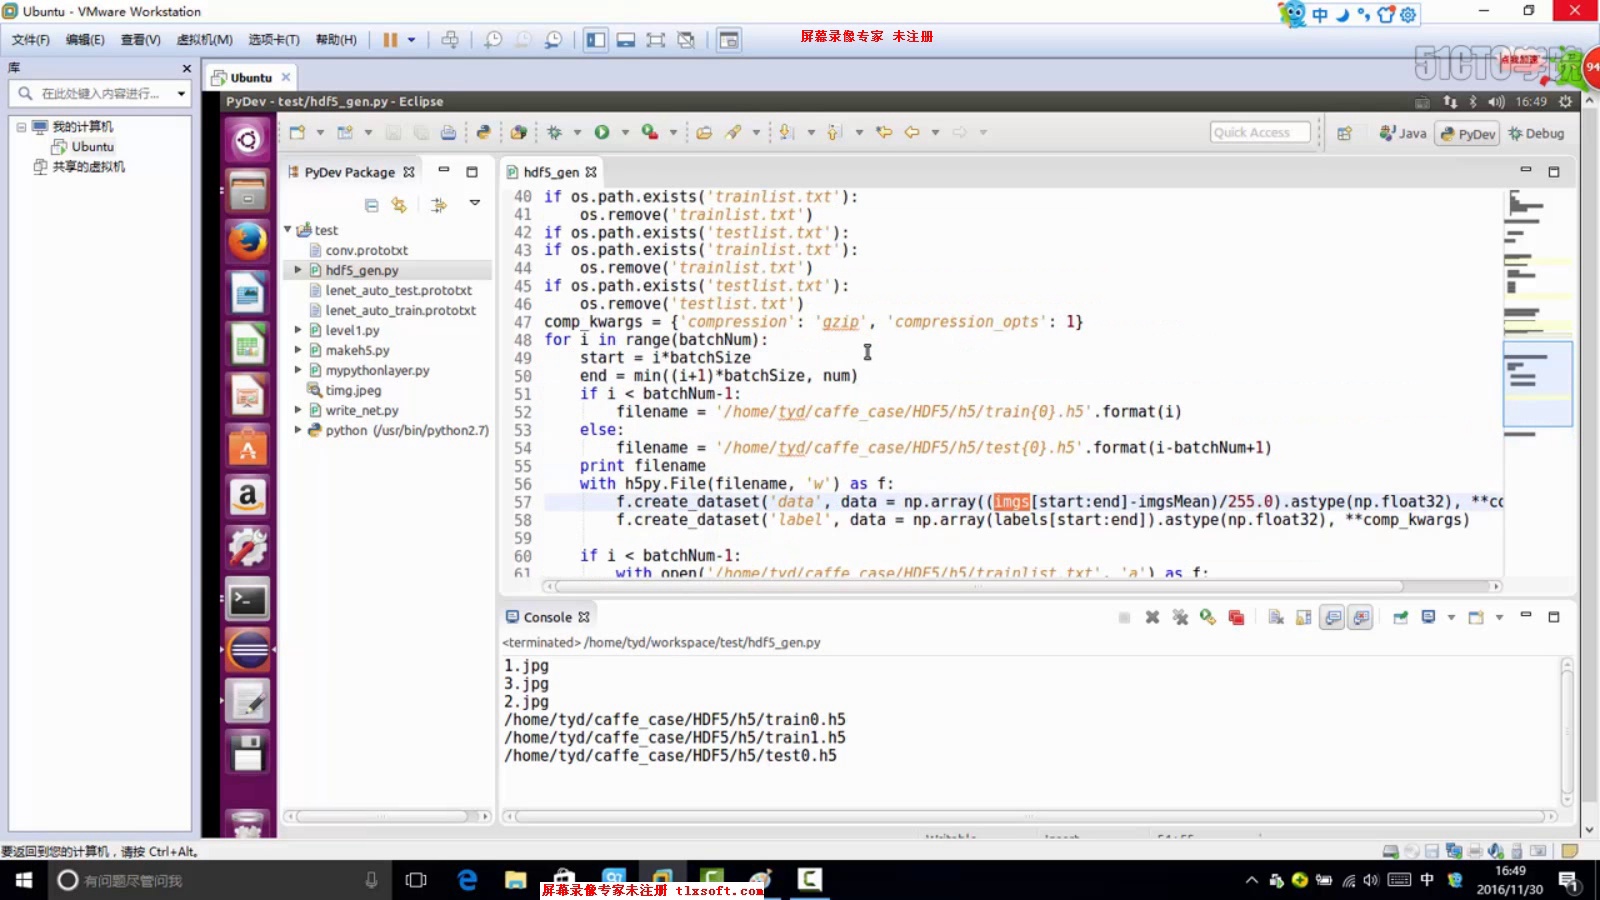 Ubuntu - VMware Workstation
中
文件(F) 编辑(E) 查看(V) 虚拟机(M) 选项卡(T) 帮助(H)
屏幕录像专家 未注册
51CTO学院
点我加速
94
库
在此处键入内容进行...
我的计算机
Ubuntu
共享的虚拟机
Ubuntu
PyDev - test/hdf5_gen.py - Eclipse
16:49
Quick Access
Java
PyDev
Debug
PyDev Package
test
conv.prototxt
hdf5_gen.py
lenet_auto_test.prototxt
lenet_auto_train.prototxt
level1.py
makeh5.py
mypythonlayer.py
timg.jpeg
write_net.py
python (/usr/bin/python2.7)
hdf5_gen
40 if os.path.exists('trainlist.txt'):
41 os.remove('trainlist.txt')
42 if os.path.exists('testlist.txt'):
43 if os.path.exists('trainlist.txt'):
44 os.remove('trainlist.txt')
45 if os.path.exists('testlist.txt'):
46 os.remove('testlist.txt')
47 comp_kwargs = {'compression': 'gzip', 'compression_opts': 1}
48 for i in range(batchNum):
49 start = i*batchSize
50 end = min((i+1)*batchSize, num)
51 if i < batchNum-1:
52 filename = '/home/tyd/caffe_case/HDF5/h5/train{0}.h5'.format(i)
53 else:
54 filename = '/home/tyd/caffe_case/HDF5/h5/test{0}.h5'.format(i-batchNum+1)
55 print filename
56 with h5py.File(filename, 'w') as f:
57 f.create_dataset('data', data = np.array((imgs[start:end]-imgsMean)/255.0).astype(np.float32), **co
58 f.create_dataset('label', data = np.array(labels[start:end]).astype(np.float32), **comp_kwargs)
59
60 if i < batchNum-1:
61 with open('/home/tyd/caffe_case/HDF5/h5/trainlist.txt', 'a') as f:
Console
<terminated> /home/tyd/workspace/test/hdf5_gen.py
1.jpg
3.jpg
2.jpg
/home/tyd/caffe_case/HDF5/h5/train0.h5
/home/tyd/caffe_case/HDF5/h5/train1.h5
/home/tyd/caffe_case/HDF5/h5/test0.h5
要返回到您的计算机，请按 Ctrl+Alt。
有问题尽管问我
屏幕录像专家未注册 tlxsoft.com
中
16:49
2016/11/30
1